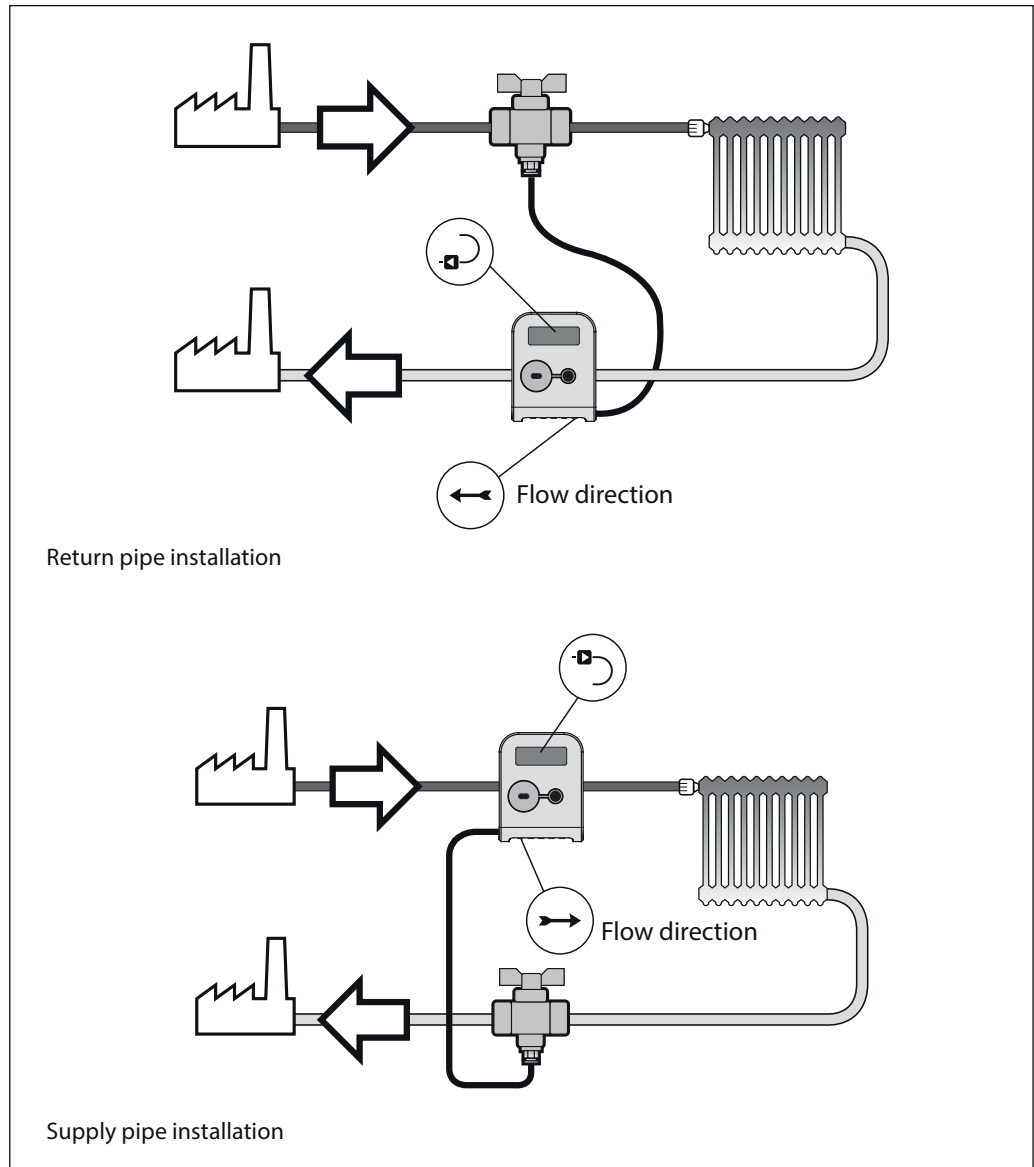 Flow direction
Return pipe installation
Flow direction
Supply pipe installation